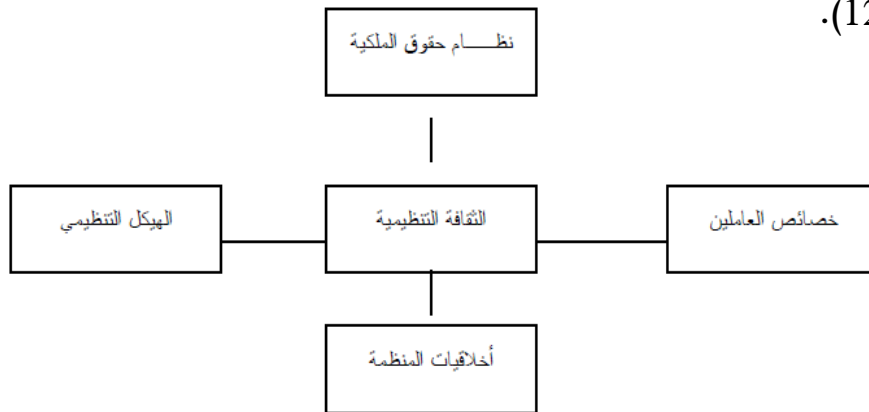 .(12
نظـــــام حقوق الملكية
خصائص العاملين
الثقافة التنظيمية
الهيكل التنظيمي
أخلاقيات المنظمة